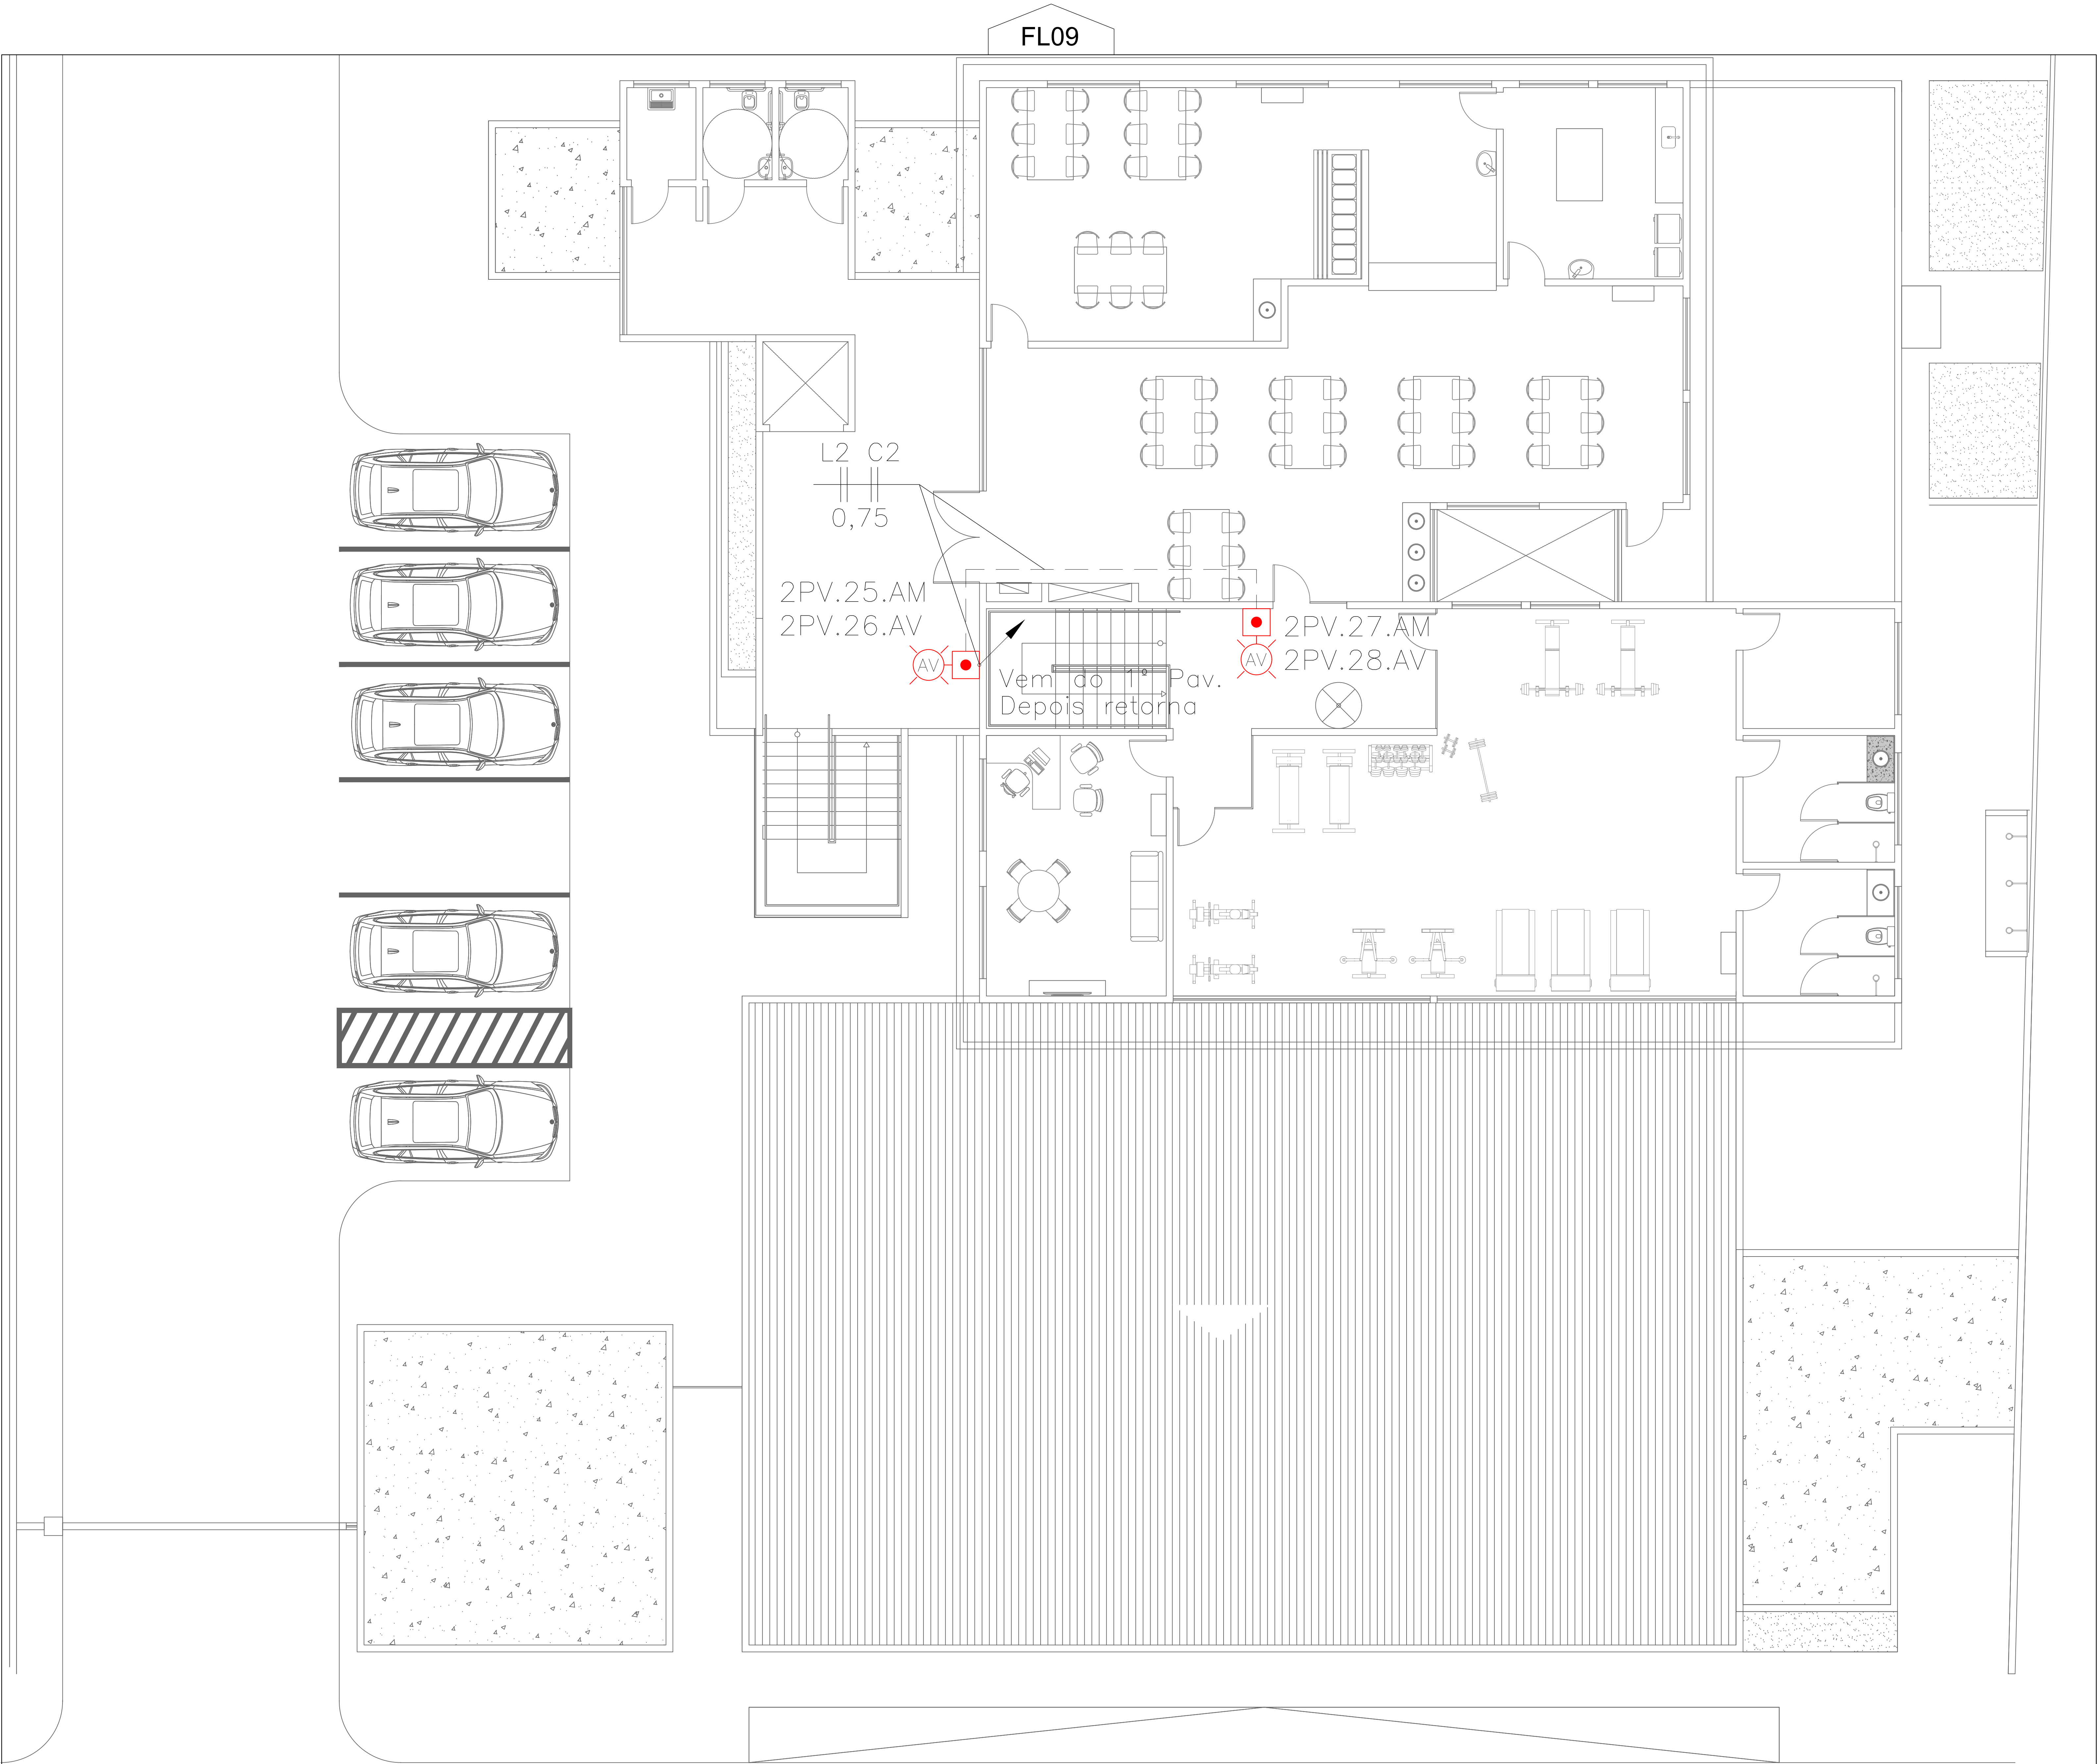 FL09
L2 C2
0,75
2PV.25.AM
2PV.26.AV
AV
2PV.27.AM
2PV.28.AV
AV
Vem do 1º Pav.
Depois retorna